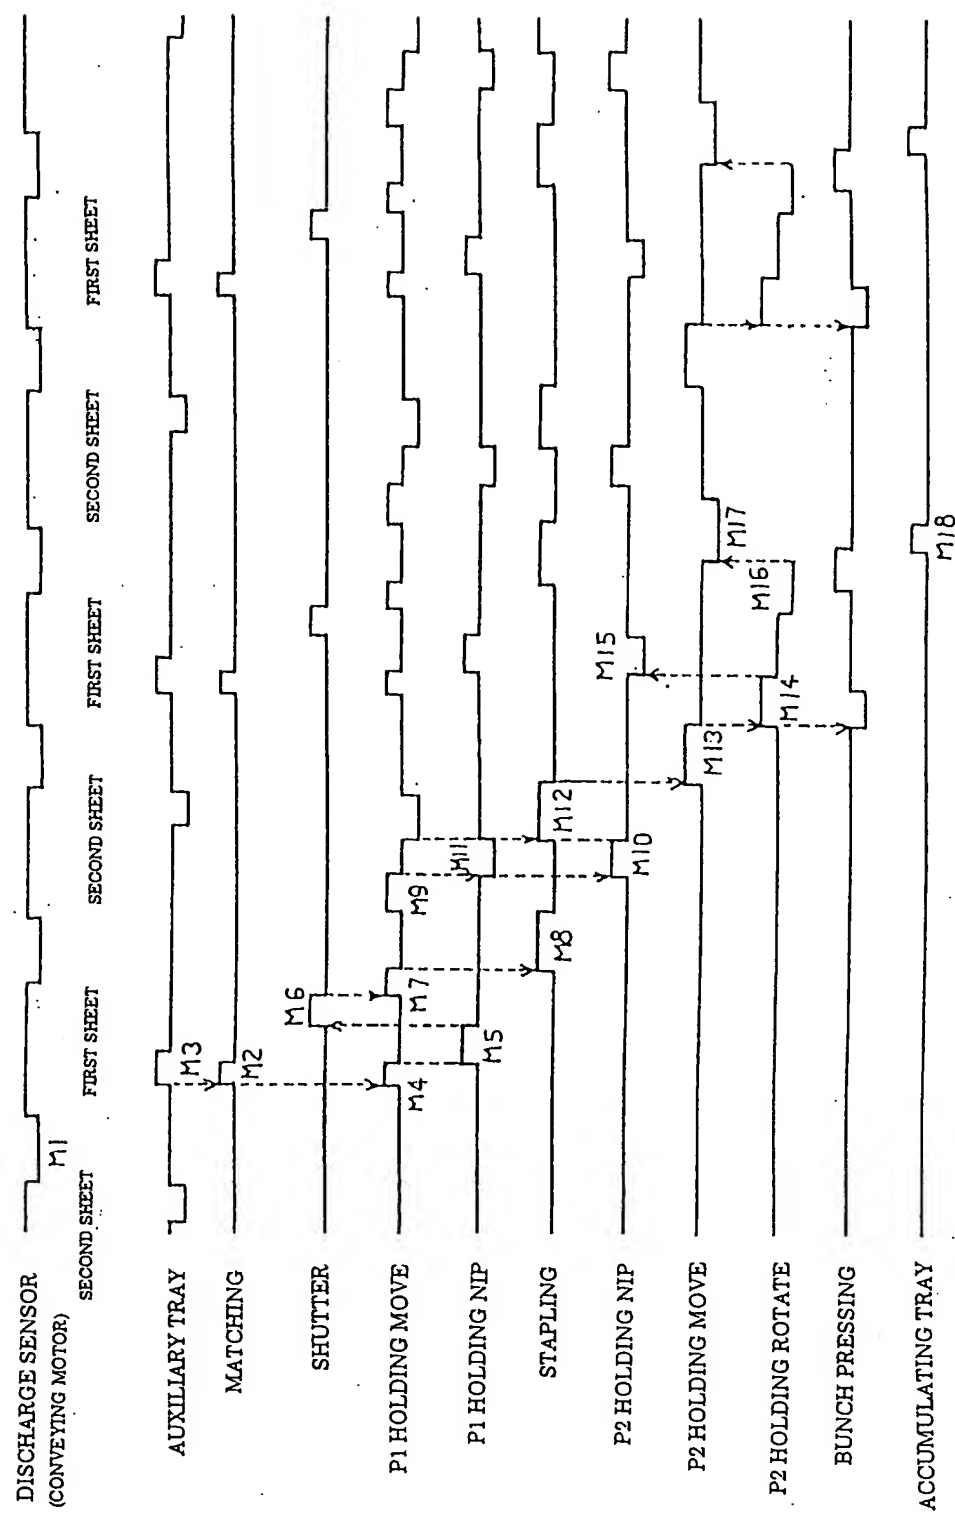 DISCHARGE SENSOR
(CONVEYING MOTOR)
SECOND SHEET
FIRST SHEET
SECOND SHEET
FIRST SHEET
SECOND SHEET
FIRST SHEET
M1
AUXILIARY TRAY
M3
MATCHING
M2
SHUTTER
M6
P1 HOLDING MOVE
M4
M7
M9
P1 HOLDING NIP
M5
M11
STAPLING
M8
M12
P2 HOLDING NIP
M10
M15
P2 HOLDING MOVE
M13
M17
P2 HOLDING ROTATE
M14
M16
BUNCH PRESSING
ACCUMULATING TRAY
M18